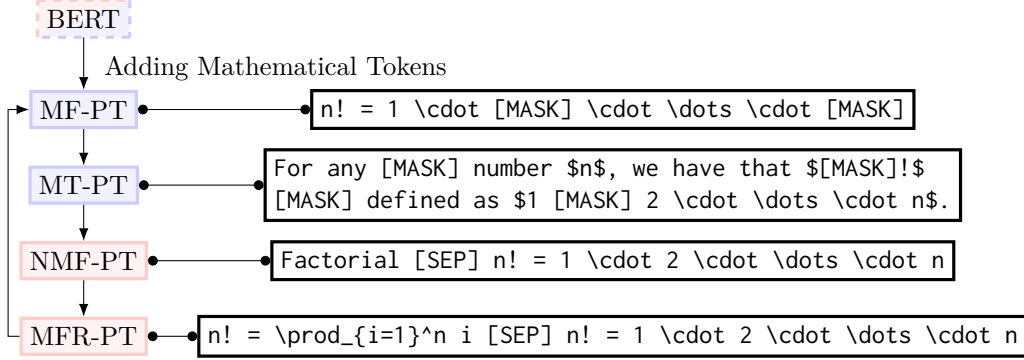 BERT
Adding Mathematical Tokens
MF-PT
n! = 1 \cdot [MASK] \cdot \dots \cdot [MASK]
MT-PT
For any [MASK] number $n$, we have that $[MASK]!$
[MASK] defined as $1 [MASK] 2 \cdot \dots \cdot n$.
NMF-PT
Factorial [SEP] n! = 1 \cdot 2 \cdot \dots \cdot n
MFR-PT
n! = \prod_{i=1}^n i [SEP] n! = 1 \cdot 2 \cdot \dots \cdot n